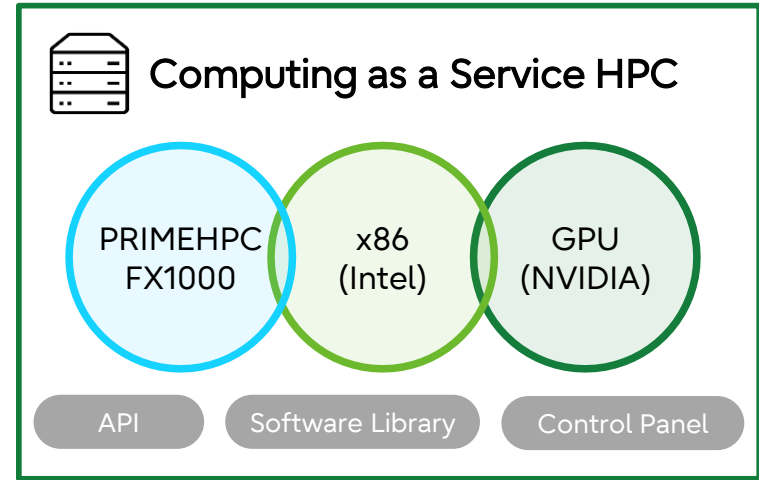 Computing as a Service HPC
PRIMEHPC
FX1000
x86
(Intel)
GPU
(NVIDIA)
API
Software Library
Control Panel